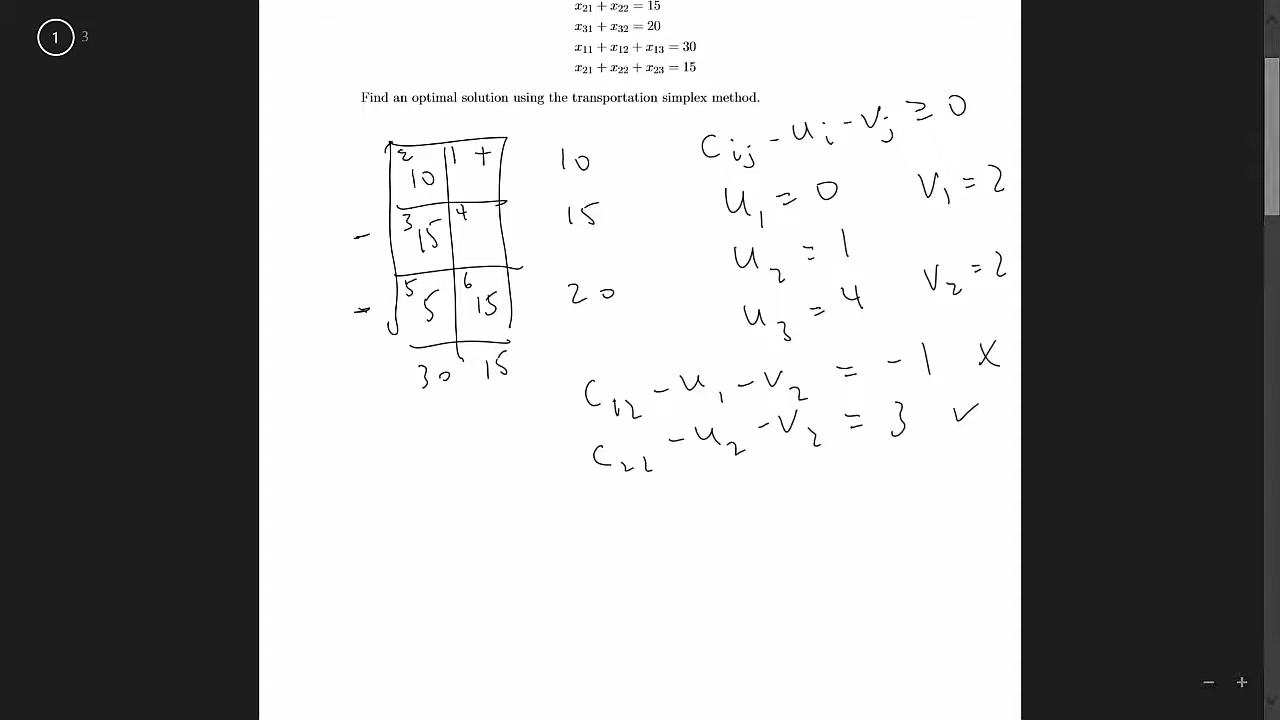 1 3
x21 + x22 = 15
x31 + x32 = 20
x11 + x12 + x13 = 30
x21 + x22 + x23 = 15
Find an optimal solution using the transportation simplex method.
cij - ui - vj ≥ 0
2 10 1 + 10
u1 = 0 v1 = 2
- 3 15 4 15
u2 = 1
v2 = 2
5 5 6 15 20
u3 = 4
30 15
c12 - u1 - v2 = -1 x
c22 - u2 - v2 = 3 ✓
- +